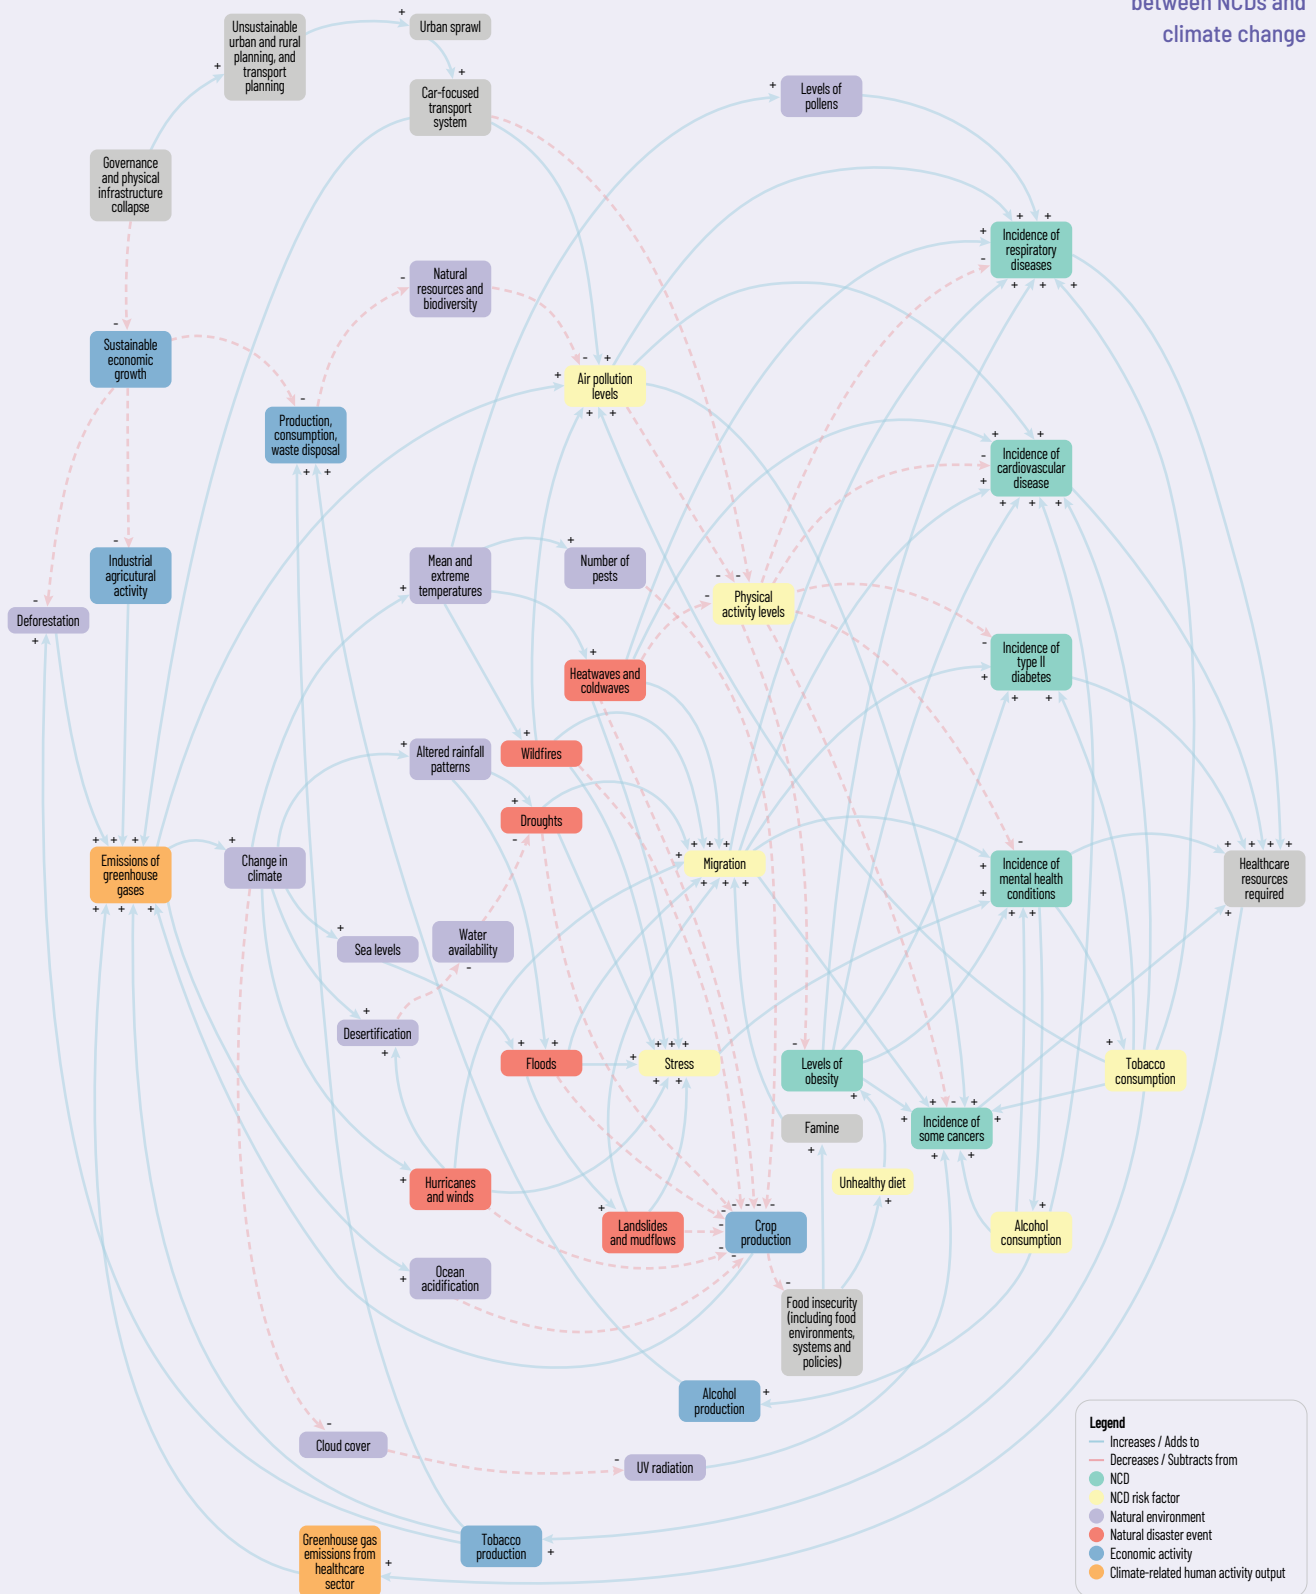 between NCDs and
climate change
Unsustainable
urban and rural
planning, and
transport
planning
+
+
Urban sprawl
+
Car-focused
transport
system
+
Levels of
pollens
Governance
and physical
infrastructure
collapse
+ +
+
-
Incidence of
respiratory
diseases
+ + +
-
Natural
resources and
biodiversity
-
Sustainable
economic
growth
- +
+
Air pollution
levels
+ +
-
Production,
consumption,
waste disposal
+ +
+ +
-
+
Incidence of
cardiovascular
disease
+ + +
-
Industrial
agricutural
activity
+
Mean and
extreme
temperatures
+
Number of
pests
- -
-
Physical
activity levels
-
Deforestation
+
-
+
Incidence of
type II
diabetes
+ +
+
Heatwaves and
coldwaves
+
Altered rainfall
patterns
+
Wildfires
+
Droughts
-
+ + +
+
Migration
+ + +
-
+
+
Incidence of
mental health
conditions
+ +
+ + + +
Healthcare
resources
required
+
+ + +
Emissions of
greenhouse
gases
+ + +
+
Change in
climate
+
Sea levels
Water
availability
-
+
Desertification
+
+ +
Floods
+ + +
+
Stress
+ +
-
Levels of
obesity
+
+
Tobacco
consumption
Famine
+
+ - +
+ +
Incidence of
some cancers
+ +
+
Hurricanes
and winds
Unhealthy diet
+
+
Landslides
and mudflows
- - - -
-
-
-
-
Crop
production
+
Alcohol
consumption
+
Ocean
acidification
-
Food insecurity
(including food
environments,
systems and
policies)
Alcohol
production
+
-
Cloud cover
-
UV radiation
Greenhouse gas
emissions from
healthcare
sector
+
Tobacco
production
+
Legend
Increases / Adds to
Decreases / Subtracts from
NCD
NCD risk factor
Natural environment
Natural disaster event
Economic activity
Climate-related human activity output